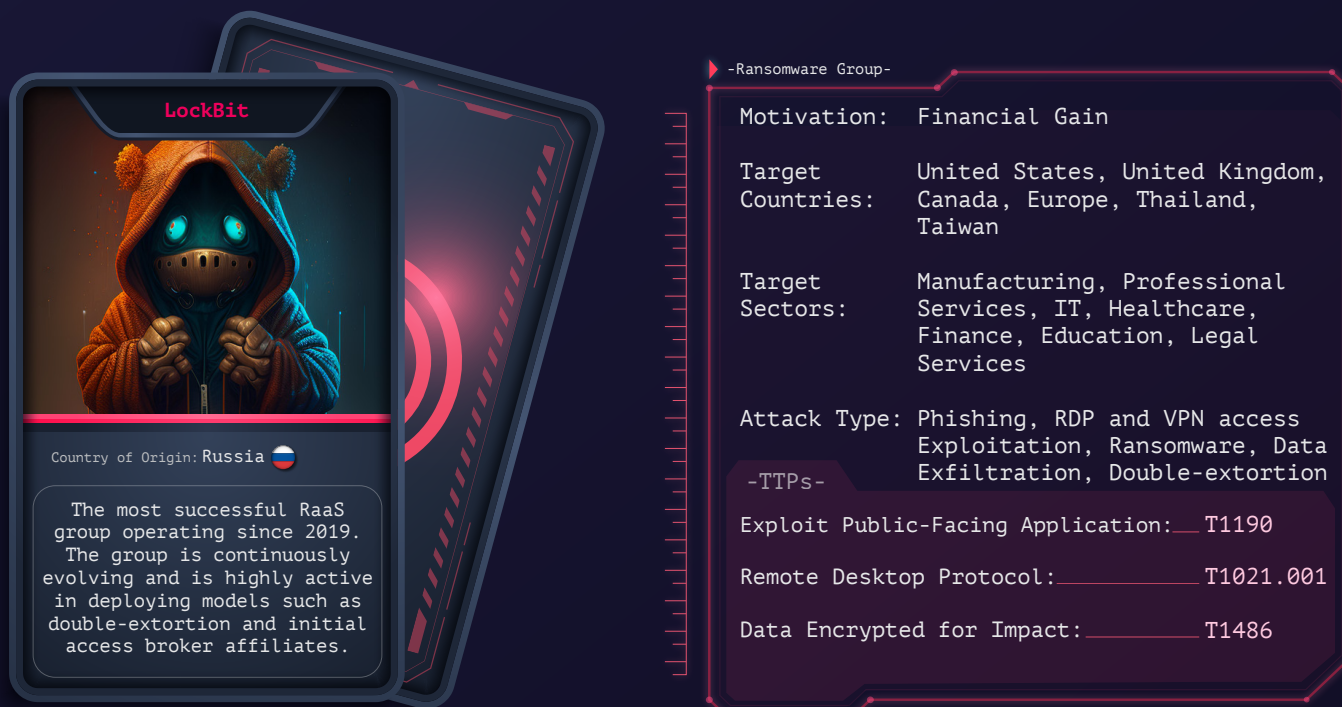 LockBit
Country of Origin: Russia
The most successful RaaS
group operating since 2019.
The group is continuously
evolving and is highly active
in deploying models such as
double-extortion and initial
access broker affiliates.
-Ransomware Group-
Motivation: Financial Gain
Target United States, United Kingdom,
Countries: Canada, Europe, Thailand,
Taiwan
Target Manufacturing, Professional
Sectors: Services, IT, Healthcare,
Finance, Education, Legal
Services
Attack Type: Phishing, RDP and VPN access
Exploitation, Ransomware, Data
Exfiltration, Double-extortion
-TTPs-
Exploit Public-Facing Application: T1190
Remote Desktop Protocol: T1021.001
Data Encrypted for Impact: T1486